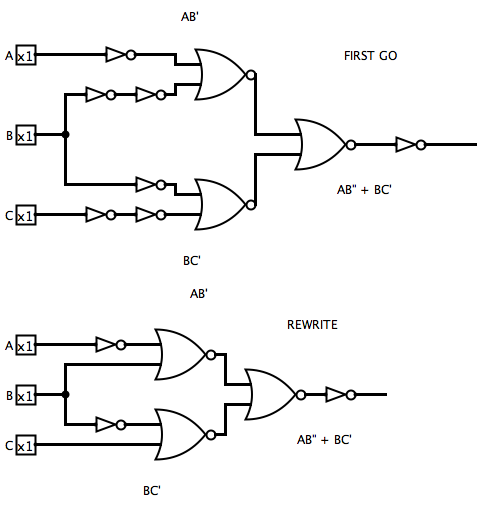 AB'
A x1
FIRST GO
B x1
AB" + BC'
C x1
BC'
AB'
REWRITE
A x1
B x1
AB" + BC'
C x1
BC'